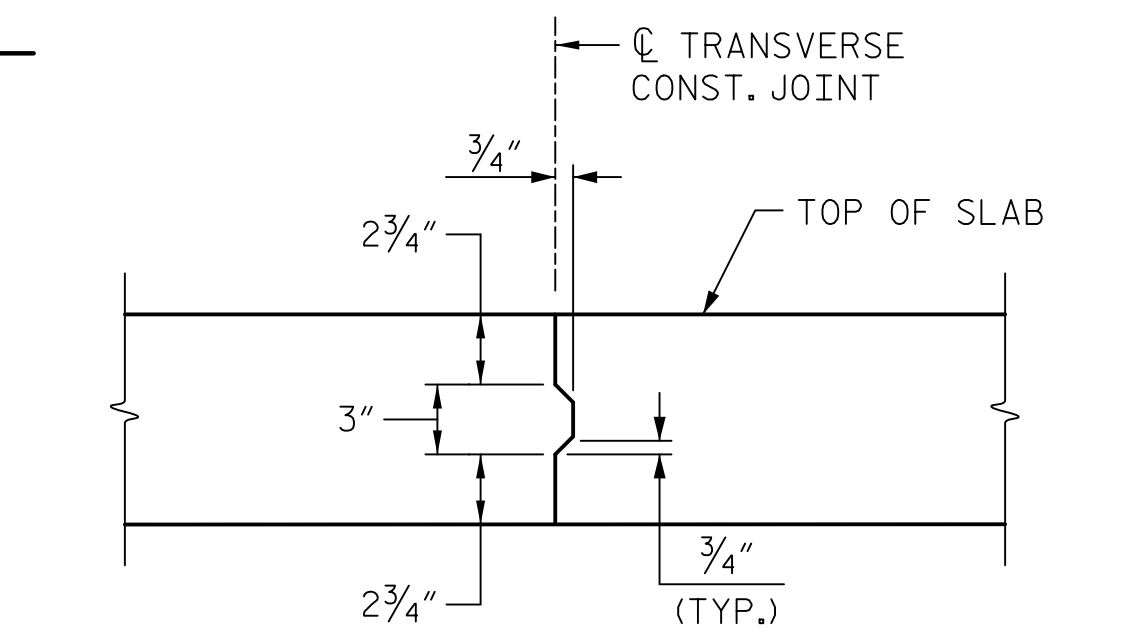 ℄ TRANSVERSE
CONST. JOINT
3/4"
2 3/4"
TOP OF SLAB
3"
3/4"
2 3/4"
(TYP.)